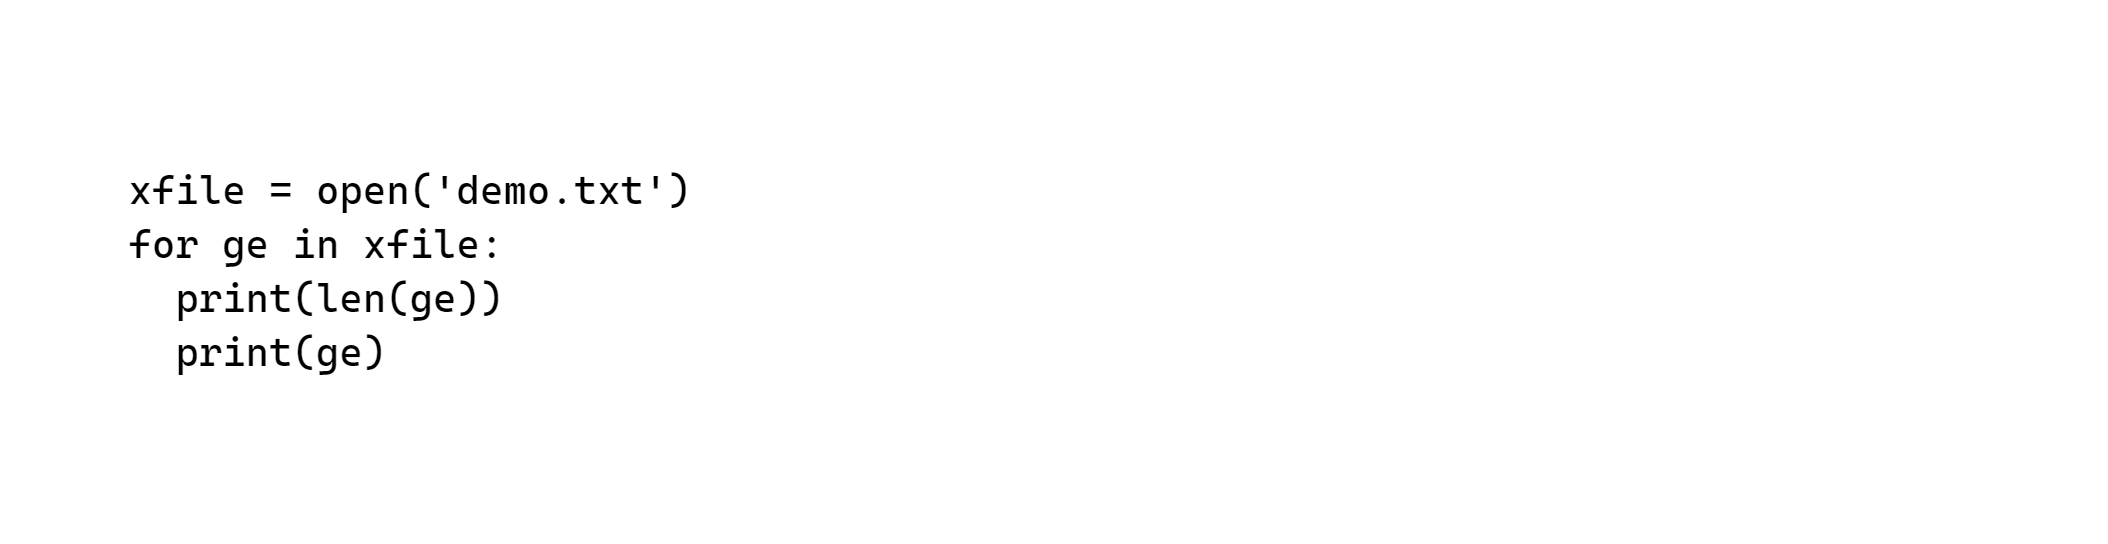 xfile = open('demo.txt')
for ge in xfile:
  print(len(ge))
  print(ge)